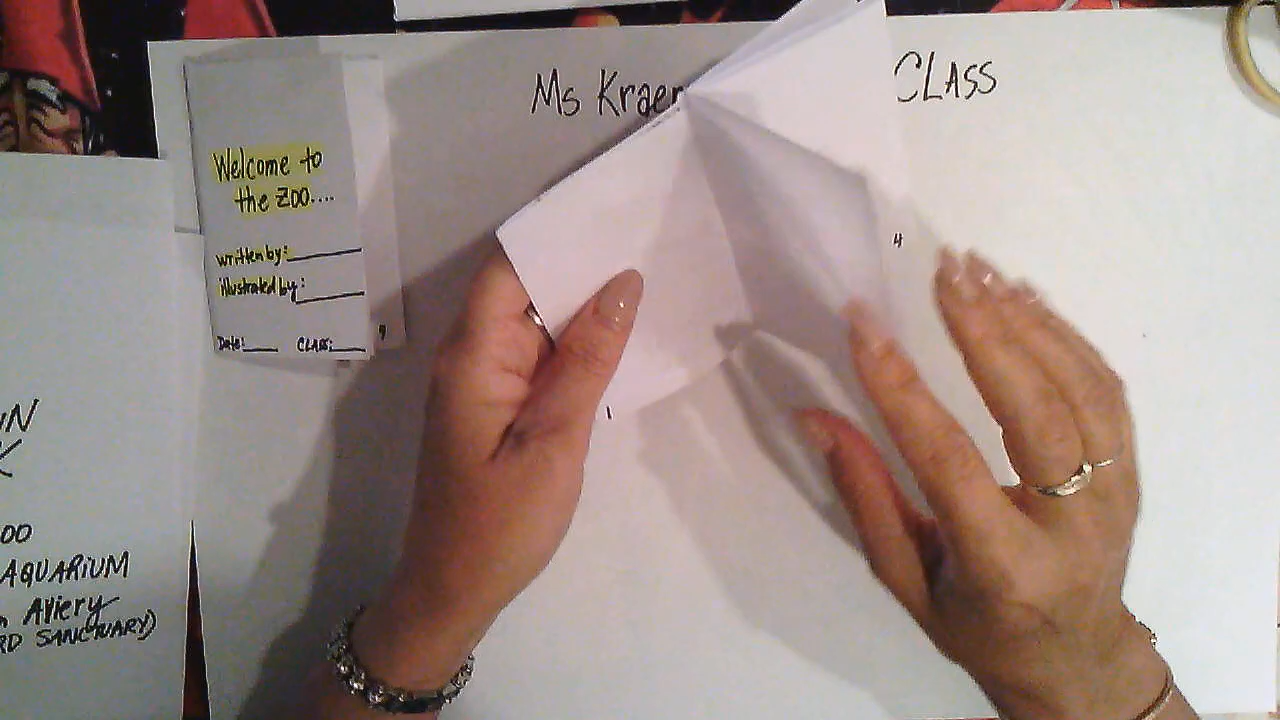 Ms Kraer CLASS
Welcome to
the ZOO....
written by:
illustrated by:
Date: CLASS:
9
4
1
IN
K
OO
AQUARIUM
n Aviery
RD SANCTUARY)